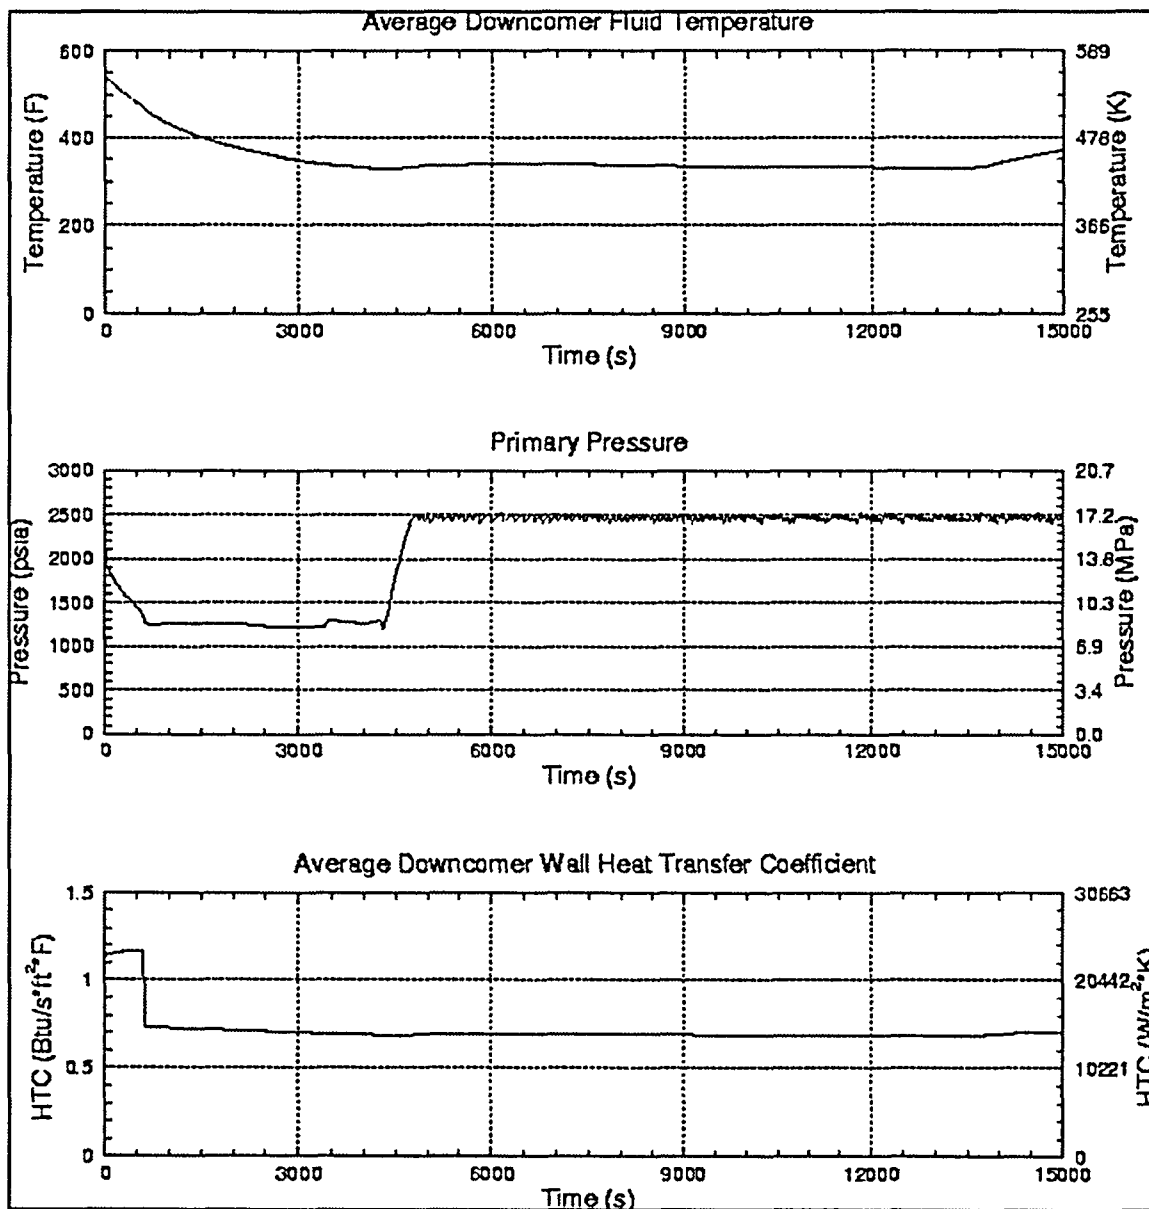 Average Downcomer Fluid Temperature
600
400
200
0
Temperature (F)
569
478
366
255
Temperature (K)
0 3000 6000 9000 12000 15000
Time (s)
Primary Pressure
3000
2500
2000
1500
1000
500
0
Pressure (psia)
20.7
17.2
13.8
10.3
6.9
3.4
0.0
Pressure (MPa)
0 3000 6000 9000 12000 15000
Time (s)
Average Downcomer Wall Heat Transfer Coefficient
1.5
1
0.5
0
HTC (Btu/s*ft²*F)
30663
20442
10221
0
HTC (W/m²*K)
0 3000 6000 9000 12000 15000
Time (s)